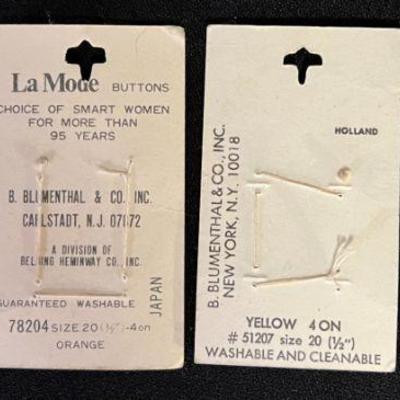 La Mode BUTTONS
CHOICE OF SMART WOMEN
FOR MORE THAN
95 YEARS
B. BLUMENTHAL & CO., INC.
CARLSTADT, N.J. 07072
A DIVISION OF
BELDING HEMINWAY CO., INC.
JAPAN
GUARANTEED WASHABLE
78204 SIZE 20 (½")-4 on
ORANGE
HOLLAND
B. BLUMENTHAL & CO., INC.
NEW YORK, N.Y. 10018
YELLOW 4 ON
# 51207 size 20 (½")
WASHABLE AND CLEANABLE